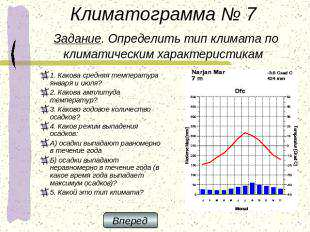 Климатограмма № 7
Задание. Определить тип климата по
климатическим характеристикам
1. Какова средняя температура
января и июля?
2. Какова амплитуда
температур?
3. Каково годовое количество
осадков?
4. Каков режим выпадения
осадков:
А) осадки выпадают равномерно
в течение года
Б) осадки выпадают
неравномерно в течение года (в
какое время года выпадает
максимум осадков)?
5. Какой это тип климата?
Narjan Mar
7 m
Dfc
Monat
Вперед